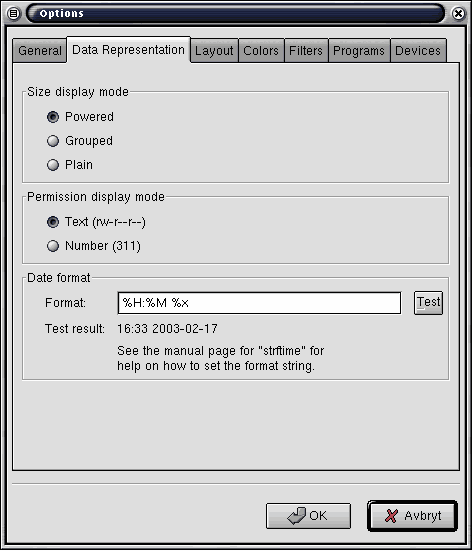 Options
General Data Representation Layout Colors Filters Programs Devices
Size display mode
Powered
Grouped
Plain
Permission display mode
Text (rw-r--r--)
Number (311)
Date format
Format: %H:%M %x Test
Test result: 16:33 2003-02-17
See the manual page for "strftime" for
help on how to set the format string.
OK Avbryt